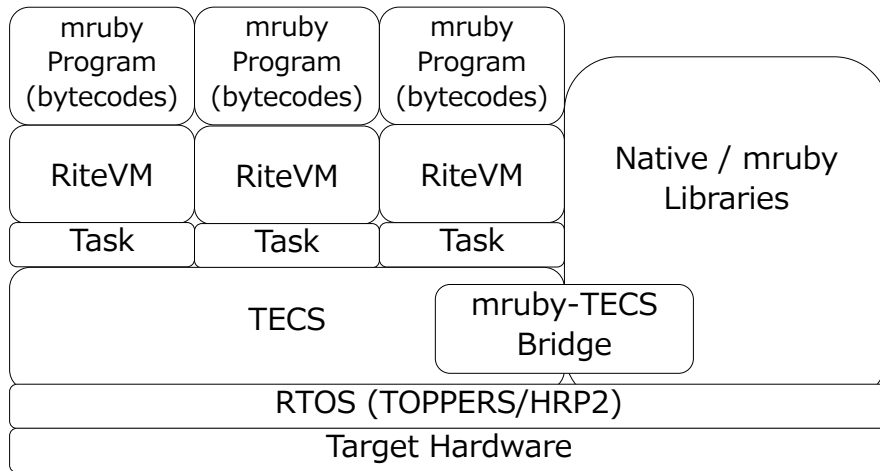 mruby
Program
(bytecodes)
mruby
Program
(bytecodes)
mruby
Program
(bytecodes)
RiteVM
RiteVM
RiteVM
Native / mruby
Libraries
Task
Task
Task
TECS
mruby-TECS
Bridge
RTOS (TOPPERS/HRP2)
Target Hardware